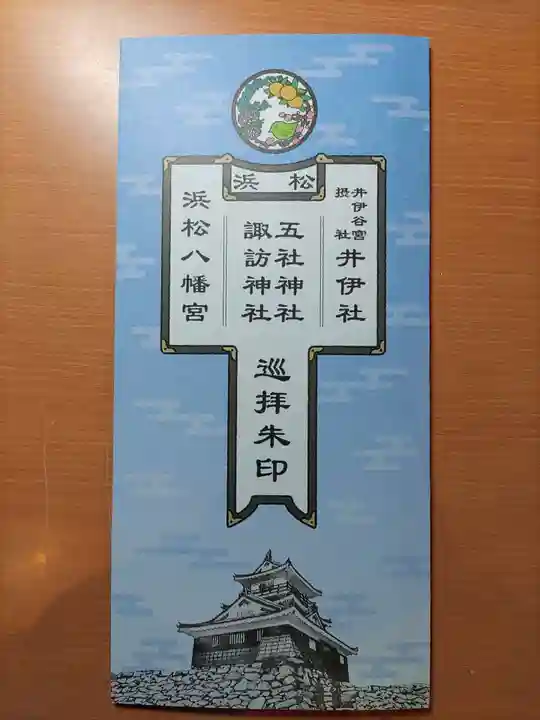 浜松
井伊谷宮
摂社
井伊社
五社神社
諏訪神社
浜松八幡宮
巡拝朱印